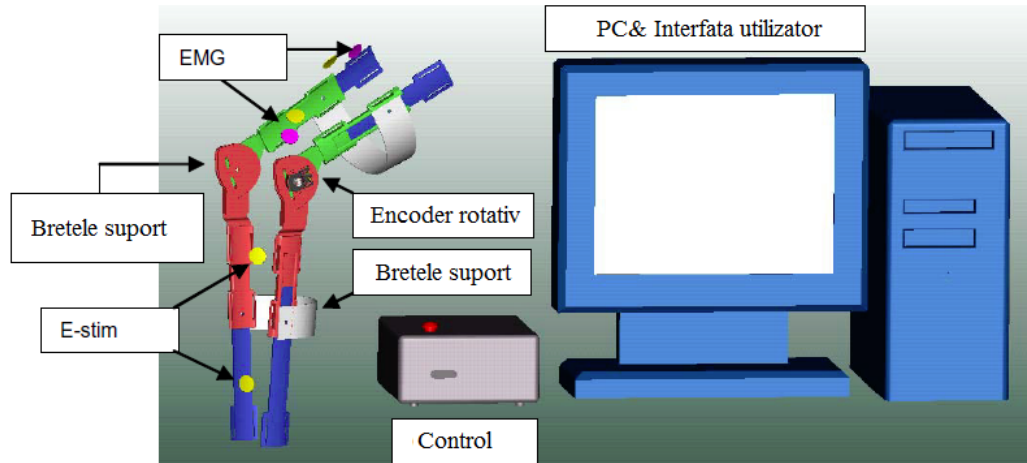 PC& Interfata utilizator
EMG
Bretele suport
Encoder rotativ
Bretele suport
E-stim
Control